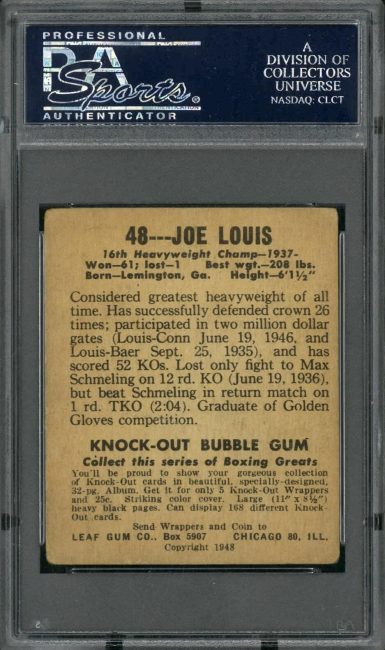 PROFESSIONAL
PSA
Sports
AUTHENTICATOR
A
DIVISION OF
COLLECTORS
UNIVERSE
NASDAQ: CLCT
48---JOE LOUIS
16th Heavyweight Champ—1937-
Won—61; lost—1 Best wgt.—208 lbs.
Born—Lemington, Ga. Height—6'1½"
Considered greatest heavyweight of all
time. Has successfully defended crown 26
times; participated in two million dollar
gates (Louis-Conn June 19, 1946, and
Louis-Baer Sept. 25, 1935), and has
scored 52 KOs. Lost only fight to Max
Schmeling on 12 rd. KO (June 19, 1936),
but beat Schmeling in return match on
1 rd. TKO (2:04). Graduate of Golden
Gloves competition.
KNOCK-OUT BUBBLE GUM
Collect this series of Boxing Greats
You'll be proud to show your gorgeous collection
of Knock-Out cards in beautiful, specially-designed,
32-pg. Album. Get it for only 5 Knock-Out Wrappers
and 25c. Striking color cover. Large (11" x 8½")
heavy black pages. Can display 168 different Knock-
Out cards.
Send Wrappers and Coin to
LEAF GUM CO., Box 5907 CHICAGO 80, ILL.
Copyright 1948